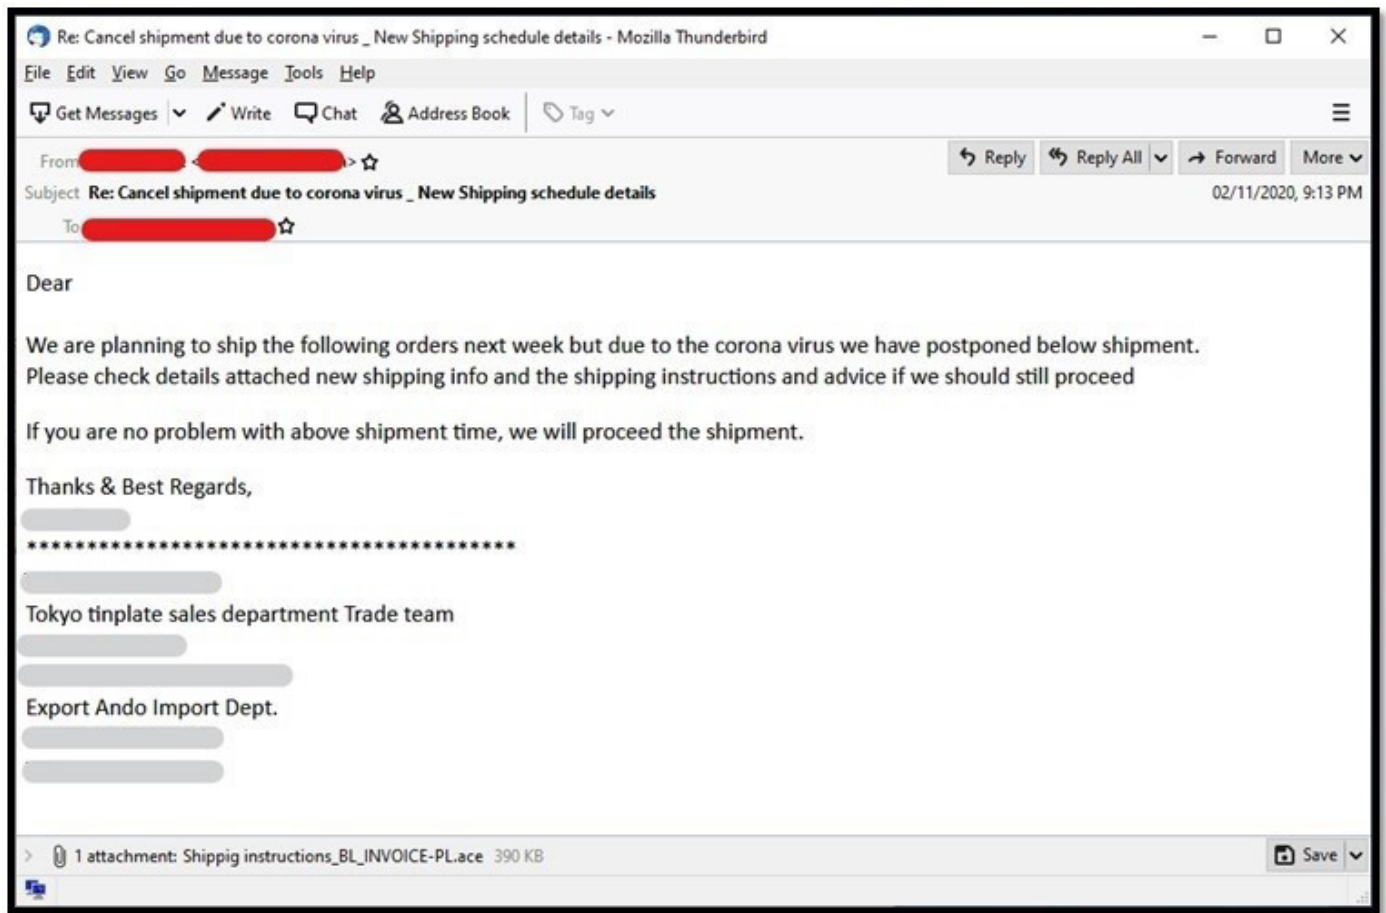 Re: Cancel shipment due to corona virus _ New Shipping schedule details - Mozilla Thunderbird
File Edit View Go Message Tools Help
Get Messages Write Chat Address Book Tag
From < > Reply Reply All Forward More
Subject Re: Cancel shipment due to corona virus _ New Shipping schedule details 02/11/2020, 9:13 PM
To
Dear
We are planning to ship the following orders next week but due to the corona virus we have postponed below shipment.
Please check details attached new shipping info and the shipping instructions and advice if we should still proceed
If you are no problem with above shipment time, we will proceed the shipment.
Thanks & Best Regards,
*****************************************
Tokyo tinplate sales department Trade team
Export Ando Import Dept.
1 attachment: Shippig instructions_BL_INVOICE-PL.ace 390 KB Save